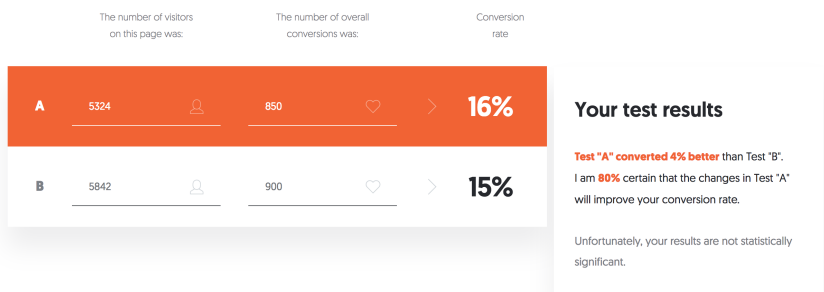 The number of visitors
on this page was:
The number of overall
conversions was:
Conversion
rate
A
5324
850
16%
B
5842
900
15%
Your test results
Test "A" converted 4% better than Test "B".
I am 80% certain that the changes in Test "A"
will improve your conversion rate.
Unfortunately, your results are not statistically
significant.